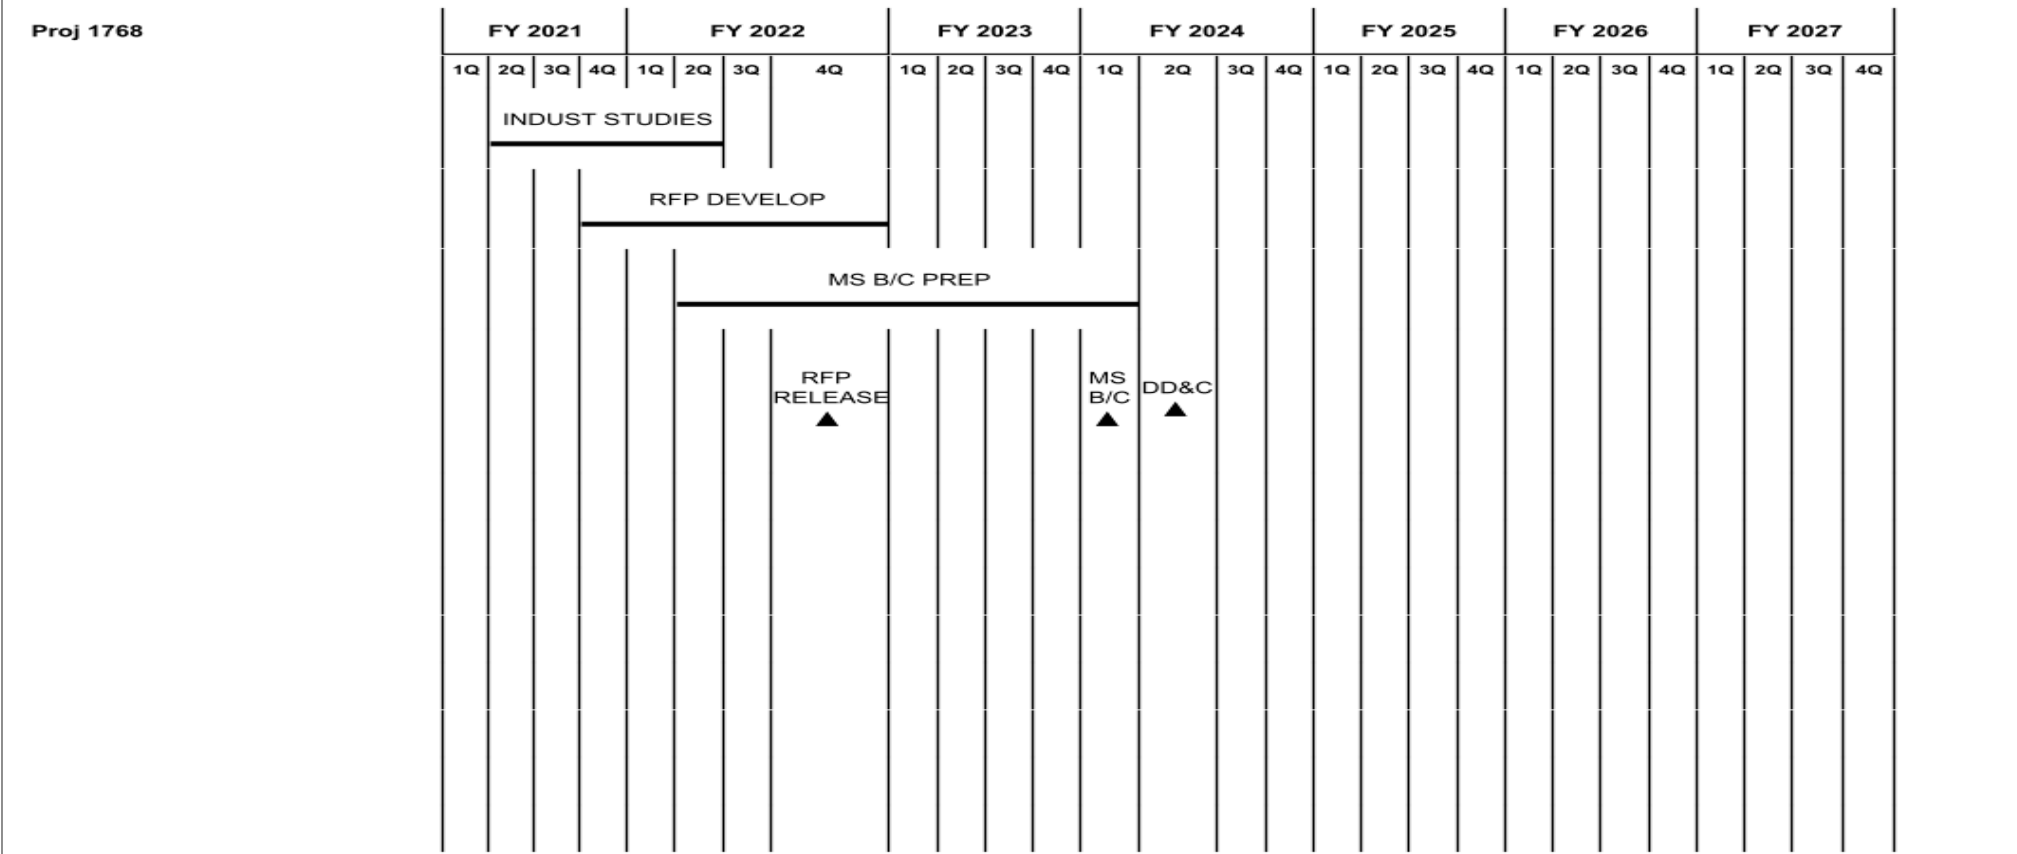 Proj 1768 FY 2021 FY 2022 FY 2023 FY 2024 FY 2025 FY 2026 FY 2027
1Q 2Q 3Q 4Q 1Q 2Q 3Q 4Q 1Q 2Q 3Q 4Q 1Q 2Q 3Q 4Q 1Q 2Q 3Q 4Q 1Q 2Q 3Q 4Q 1Q 2Q 3Q 4Q
INDUST STUDIES
RFP DEVELOP
MS B/C PREP
RFP
RELEASE
MS
B/C
DD&C